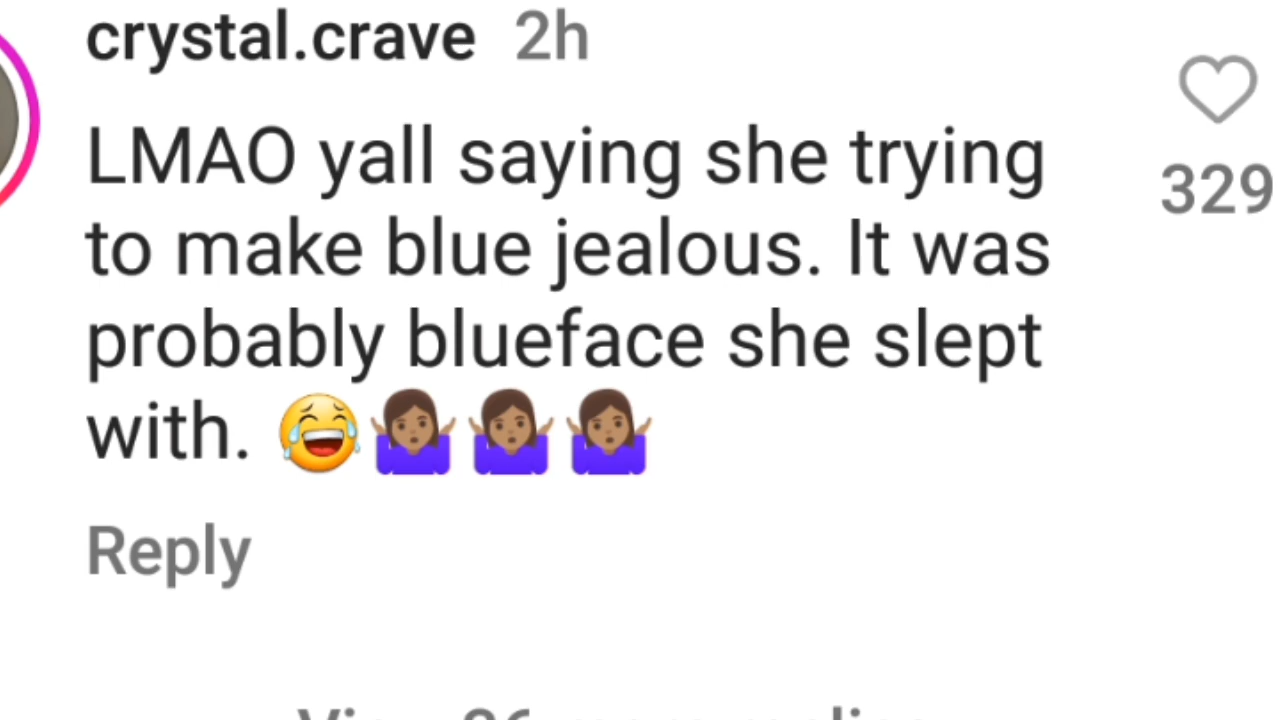 crystal.crave 2h
LMAO yall saying she trying
to make blue jealous. It was
probably blueface she slept
with. 😂🤷🏽‍♀️🤷🏽‍♀️🤷🏽‍♀️
329
Reply